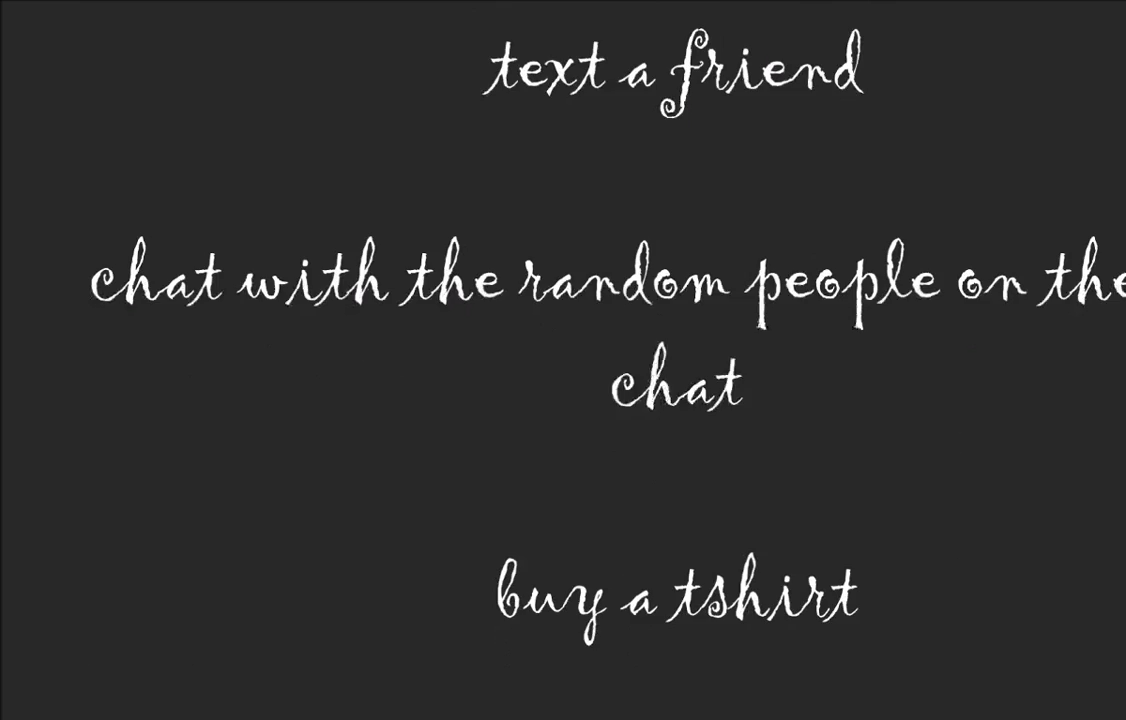 text a friend
chat with the random people on the
chat
buy a tshirt